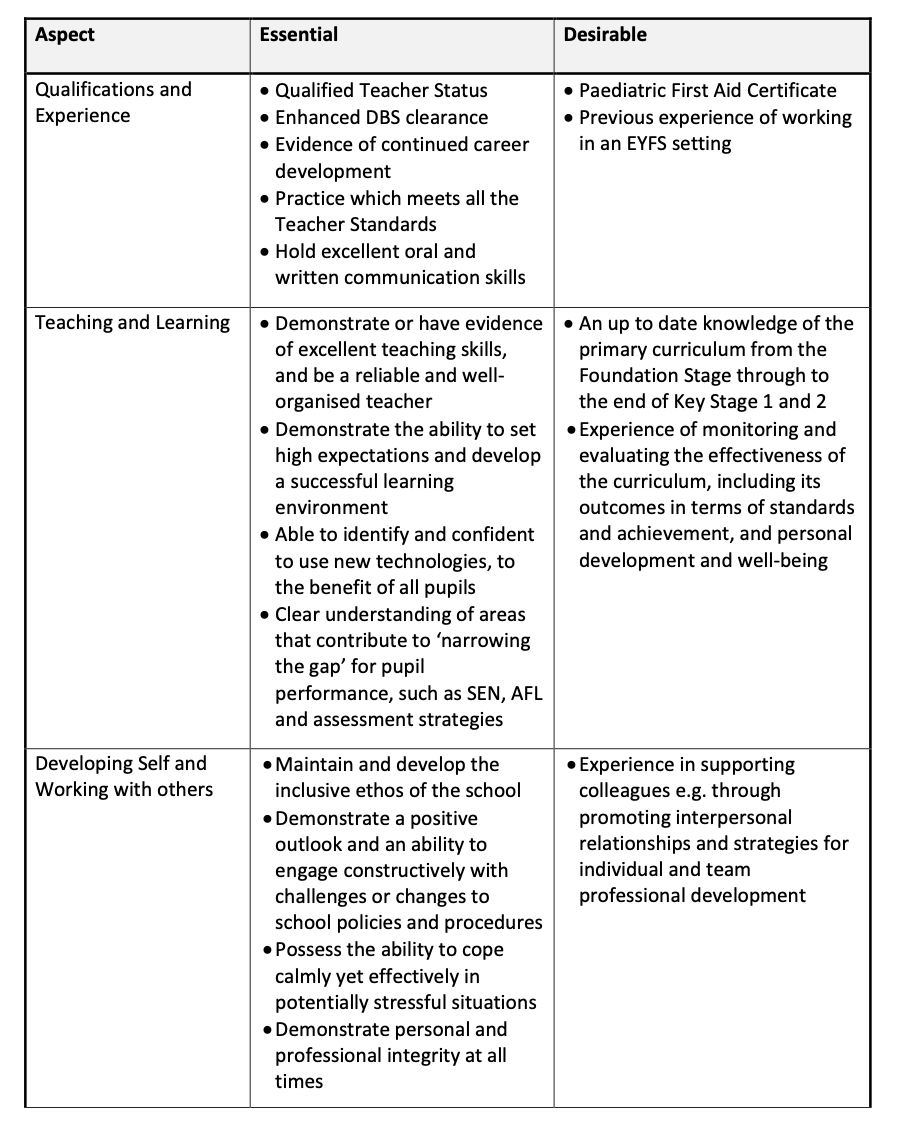 Aspect
Essential
Desirable
Qualifications and
Experience
• Qualified Teacher Status
• Enhanced DBS clearance
• Evidence of continued career
development
• Practice which meets all the
Teacher Standards
• Hold excellent oral and
written communication skills
• Paediatric First Aid Certificate
• Previous experience of working
in an EYFS setting
Teaching and Learning
• Demonstrate or have evidence
of excellent teaching skills,
and be a reliable and well-
organised teacher
• Demonstrate the ability to set
high expectations and develop
a successful learning
environment
• Able to identify and confident
to use new technologies, to
the benefit of all pupils
• Clear understanding of areas
that contribute to ‘narrowing
the gap’ for pupil
performance, such as SEN, AFL
and assessment strategies
• An up to date knowledge of the
primary curriculum from the
Foundation Stage through to
the end of Key Stage 1 and 2
• Experience of monitoring and
evaluating the effectiveness of
the curriculum, including its
outcomes in terms of standards
and achievement, and personal
development and well-being
Developing Self and
Working with others
• Maintain and develop the
inclusive ethos of the school
• Demonstrate a positive
outlook and an ability to
engage constructively with
challenges or changes to
school policies and procedures
• Possess the ability to cope
calmly yet effectively in
potentially stressful situations
• Demonstrate personal and
professional integrity at all
times
• Experience in supporting
colleagues e.g. through
promoting interpersonal
relationships and strategies for
individual and team
professional development